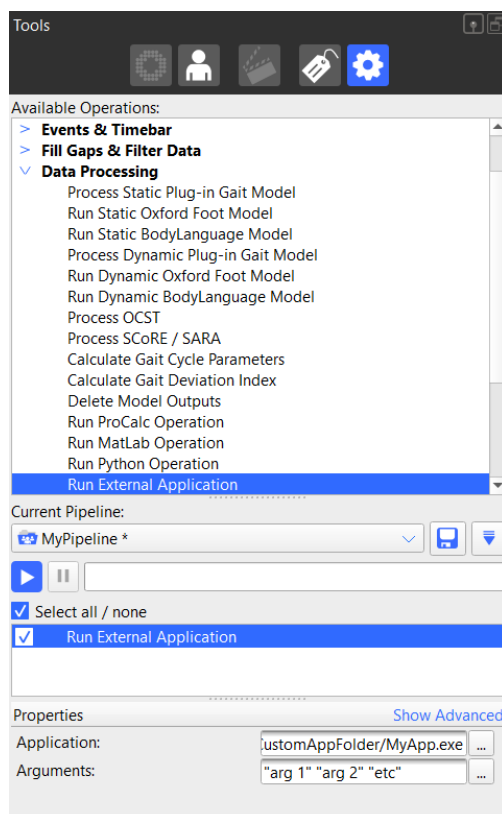 Tools
Available Operations:
> Events & Timebar
> Fill Gaps & Filter Data
Data Processing
Process Static Plug-in Gait Model
Run Static Oxford Foot Model
Run Static BodyLanguage Model
Process Dynamic Plug-in Gait Model
Run Dynamic Oxford Foot Model
Run Dynamic BodyLanguage Model
Process OCST
Process SCoRE / SARA
Calculate Gait Cycle Parameters
Calculate Gait Deviation Index
Delete Model Outputs
Run ProCalc Operation
Run MatLab Operation
Run Python Operation
Run External Application
Current Pipeline:
MyPipeline *
Select all / none
Run External Application
Properties Show Advanced
Application: CustomAppFolder/MyApp.exe ...
Arguments: "arg 1" "arg 2" "etc" ...